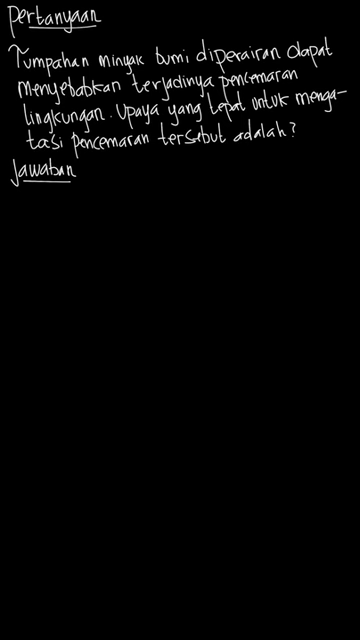 Pertanyaan
Tumpahan minyak bumi diperairan dapat
menyebabkan terjadinya pencemaran
lingkungan. Upaya yang tepat untuk menga-
tasi pencemaran tersebut adalah?
Jawaban